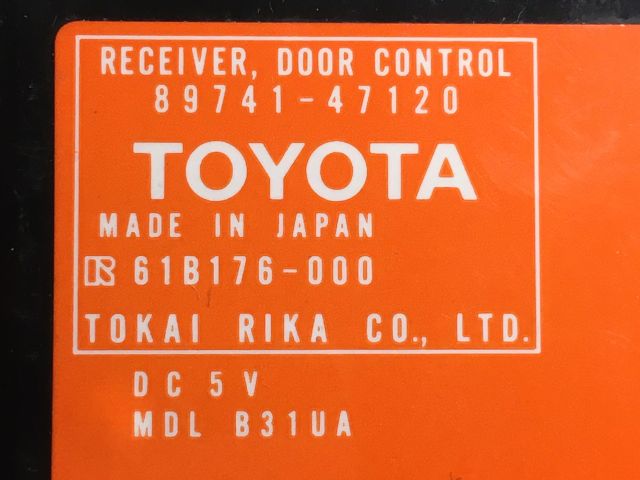 RECEIVER, DOOR CONTROL
89741-47120
TOYOTA
MADE IN JAPAN
61B176-000
TOKAI RIKA CO., LTD.
DC 5V
MDL B31UA